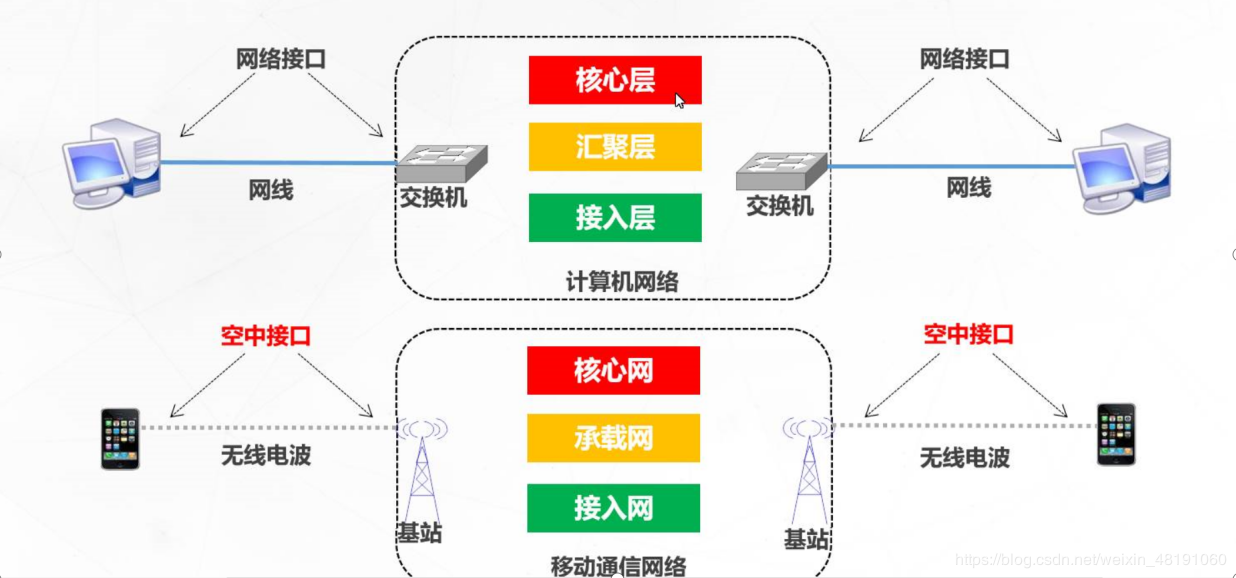 网络接口
网络接口
核心层
汇聚层
网线
交换机
接入层
交换机
网线
计算机网络
空中接口
空中接口
核心网
承载网
无线电波
无线电波
接入网
基站
基站
移动通信网络
https://blog.csdn.net/weixin_48191060